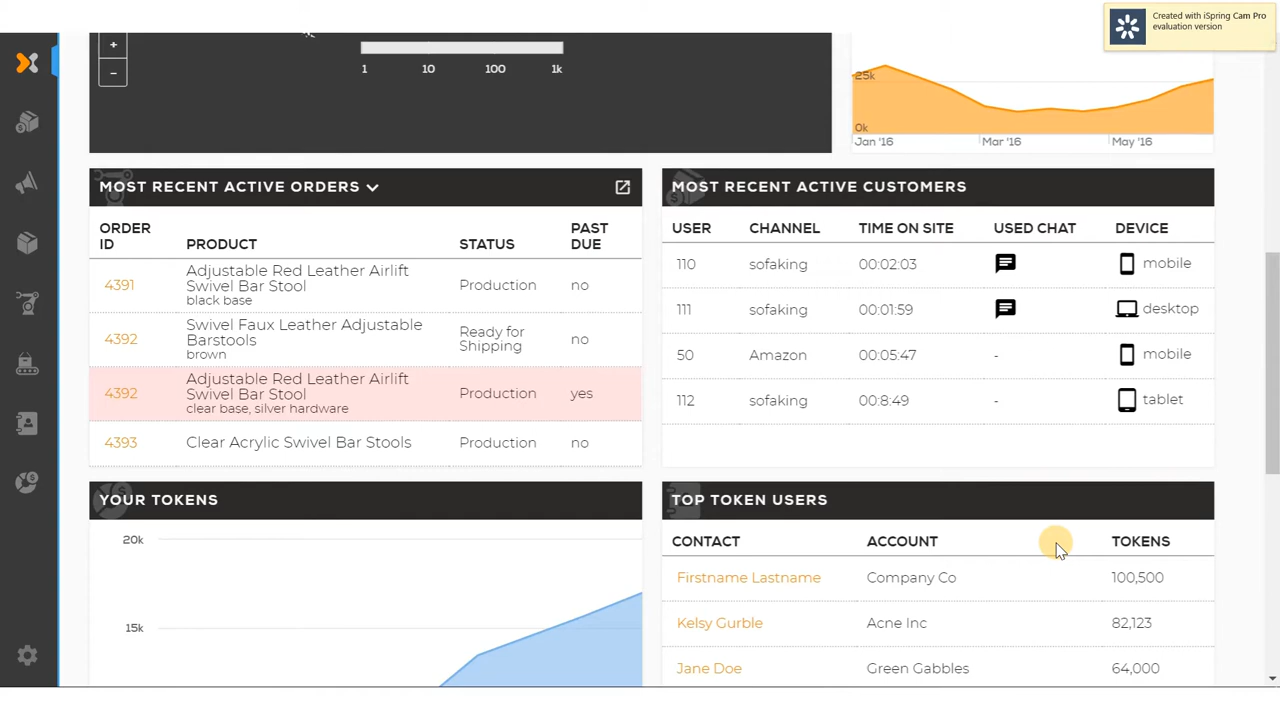 Created with iSpring Cam Pro
evaluation version
+
−
1 10 100 1k
25k
0k
Jan '16 Mar '16 May '16
MOST RECENT ACTIVE ORDERS
ORDER ID PRODUCT STATUS PAST DUE
4391 Adjustable Red Leather Airlift Swivel Bar Stool black base Production no
4392 Swivel Faux Leather Adjustable Barstools brown Ready for Shipping no
4392 Adjustable Red Leather Airlift Swivel Bar Stool clear base, silver hardware Production yes
4393 Clear Acrylic Swivel Bar Stools Production no
MOST RECENT ACTIVE CUSTOMERS
USER CHANNEL TIME ON SITE USED CHAT DEVICE
110 sofaking 00:02:03 mobile
111 sofaking 00:01:59 desktop
50 Amazon 00:05:47 - mobile
112 sofaking 00:8:49 - tablet
YOUR TOKENS
20k
15k
TOP TOKEN USERS
CONTACT ACCOUNT TOKENS
Firstname Lastname Company Co 100,500
Kelsy Gurble Acne Inc 82,123
Jane Doe Green Gabbles 64,000